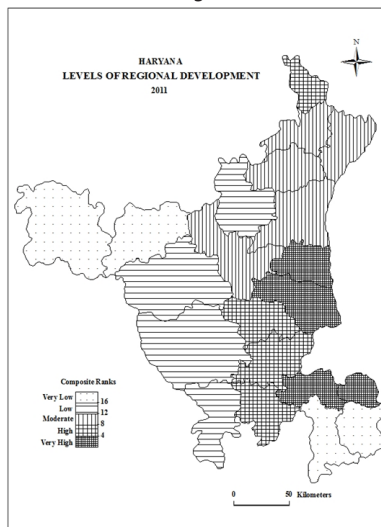 N
HARYANA
LEVELS OF REGIONAL DEVELOPMENT
2011
Composite Ranks
Very Low
16
Low
12
Moderate
8
High
4
Very High
0 50 Kilometers